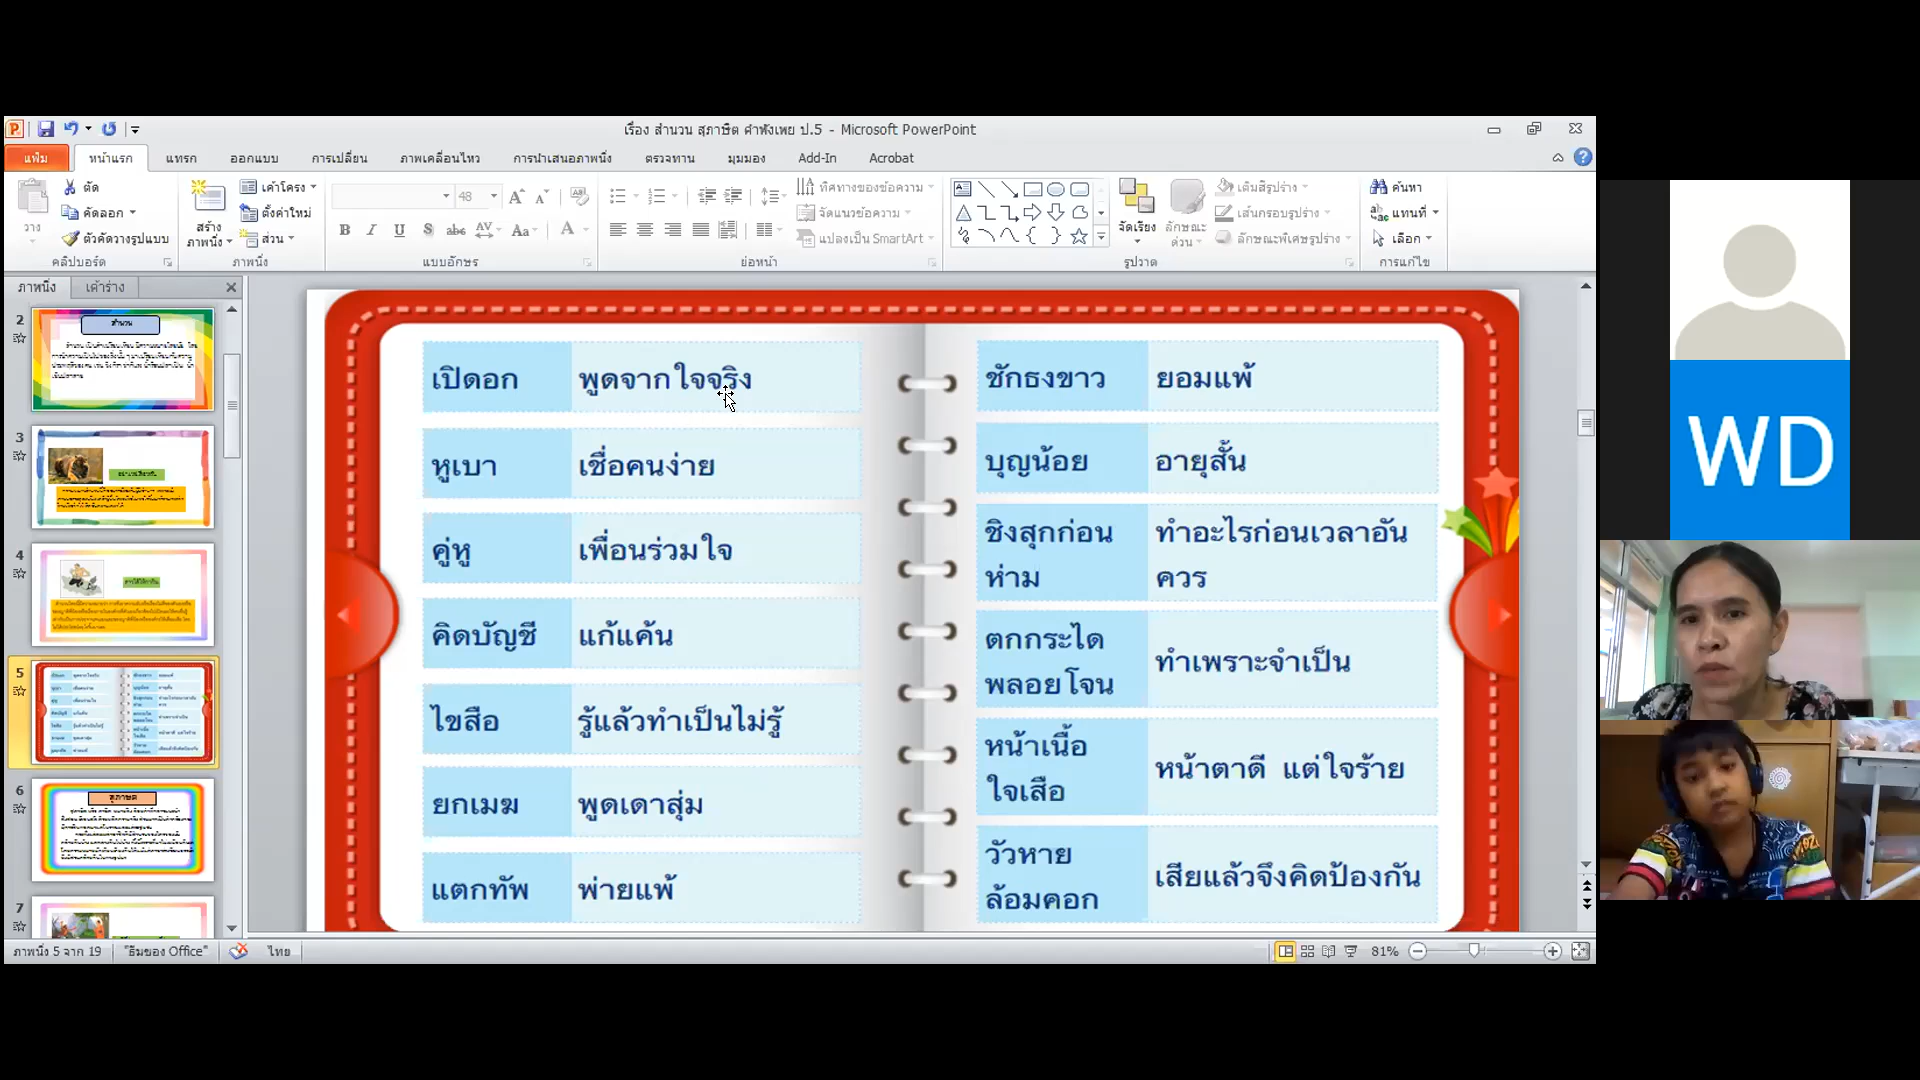 เรื่อง สำนวน สุภาษิต คำพังเพย ป.5 - Microsoft PowerPoint
แฟ้ม หน้าแรก แทรก ออกแบบ การเปลี่ยน ภาพเคลื่อนไหว การนำเสนอภาพนิ่ง ตรวจทาน มุมมอง Add-In Acrobat
วาง
ตัด
คัดลอก
ตัวคัดวางรูปแบบ
คลิปบอร์ด
สร้าง
ภาพนิ่ง
เค้าโครง
ตั้งค่าใหม่
ส่วน
ภาพนิ่ง
48
แบบอักษร
ทิศทางของข้อความ
จัดแนวข้อความ
แปลงเป็น SmartArt
ย่อหน้า
จัดเรียง
ลักษณะ
ด่วน
เติมสีรูปร่าง
เส้นกรอบรูปร่าง
ลักษณะพิเศษรูปร่าง
รูปวาด
ค้นหา
แทนที่
เลือก
การแก้ไข
ภาพนิ่ง เค้าร่าง
2
สำนวน
3
4
5
6
สุภาษิต
7
เปิดอก พูดจากใจจริง
หูเบา เชื่อคนง่าย
คู่หู เพื่อนร่วมใจ
คิดบัญชี แก้แค้น
ไขสือ รู้แล้วทำเป็นไม่รู้
ยกเมฆ พูดเดาสุ่ม
แตกทัพ พ่ายแพ้
ชักธงขาว ยอมแพ้
บุญน้อย อายุสั้น
ชิงสุกก่อน
ห่าม
ทำอะไรก่อนเวลาอัน
ควร
ตกกระได
พลอยโจน
ทำเพราะจำเป็น
หน้าเนื้อ
ใจเสือ
หน้าตาดี แต่ใจร้าย
วัวหาย
ล้อมคอก
เสียแล้วจึงคิดป้องกัน
ภาพนิ่ง 5 จาก 19 "ธีมของ Office" ไทย 81%
WD